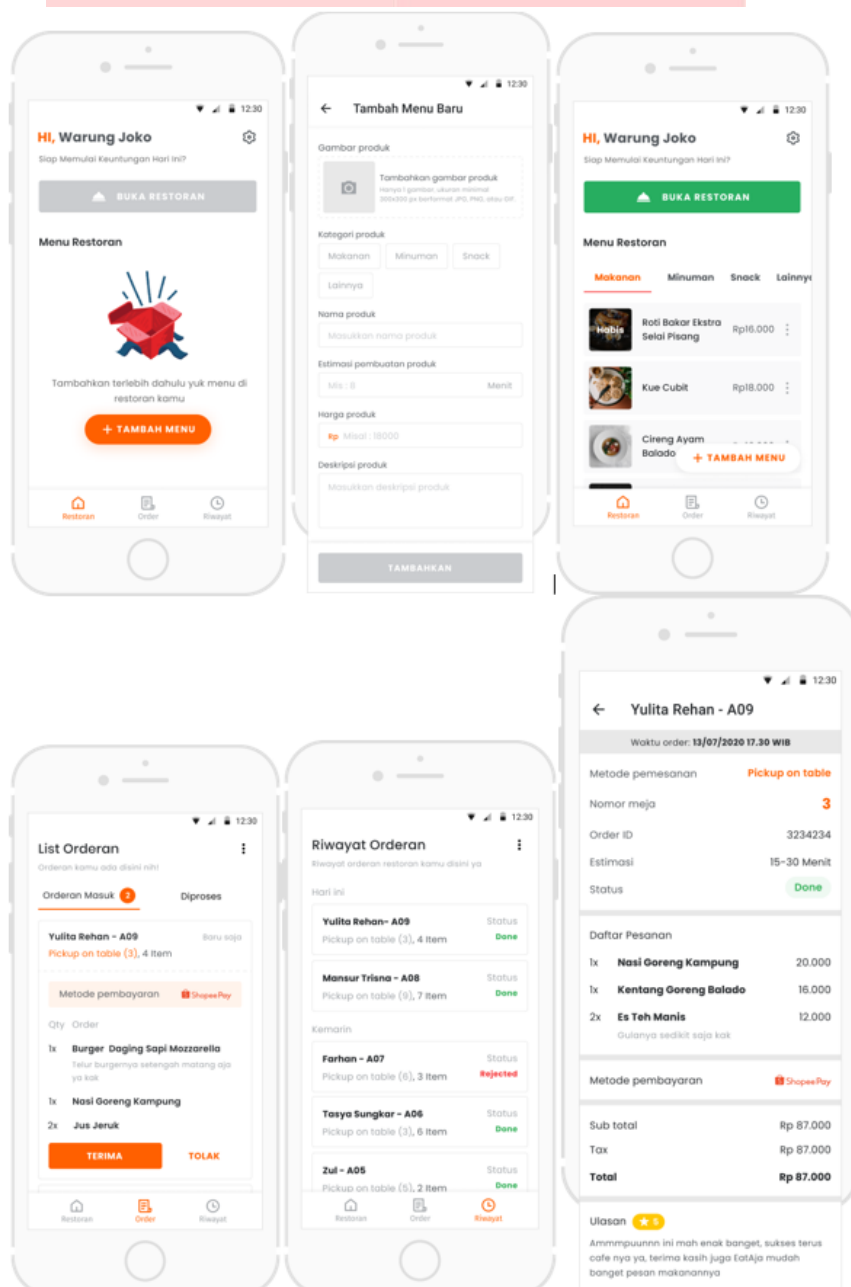 12:30
HI, Warung Joko
Siap Memulai Keuntungan Hari Ini?
BUKA RESTORAN
Menu Restoran
Tambahkan terlebih dahulu yuk menu di
restoran kamu
+ TAMBAH MENU
Restoran Order Riwayat
12:30
Tambah Menu Baru
Gambar produk
Tambahkan gambar produk
Hanya 1 gambar, ukuran minimal
300x300 px berformat JPG, PNG, atau GIF.
Kategori produk
Makanan Minuman Snack
Lainnya
Nama produk
Masukkan nama produk
Estimasi pembuatan produk
Mis : 8 Menit
Harga produk
Rp Misal : 18000
Deskripsi produk
Masukkan deskripsi produk
TAMBAHKAN
12:30
HI, Warung Joko
Siap Memulai Keuntungan Hari Ini?
BUKA RESTORAN
Menu Restoran
Makanan Minuman Snack Lainnya
Habis
Roti Bakar Ekstra
Selai Pisang
Rp16.000
Kue Cubit Rp18.000
Cireng Ayam
Balado
+ TAMBAH MENU
Restoran Order Riwayat
12:30
List Orderan
Orderan kamu ada disini nih!
Orderan Masuk 2 Diproses
Yulita Rehan - A09 Baru saja
Pickup on table (3), 4 Item
Metode pembayaran ShopeePay
Qty Order
1x Burger Daging Sapi Mozzarella
Telur burgernya setengah matang aja
ya kak
1x Nasi Goreng Kampung
2x Jus Jeruk
TERIMA TOLAK
Restoran Order Riwayat
12:30
Riwayat Orderan
Riwayat orderan restoran kamu disini ya
Hari ini
Yulita Rehan- A09 Status
Pickup on table (3), 4 Item Done
Mansur Trisna - A08 Status
Pickup on table (9), 7 Item Done
Kemarin
Farhan - A07 Status
Pickup on table (6), 3 Item Rejected
Tasya Sungkar - A06 Status
Pickup on table (3), 6 Item Done
Zul - A05 Status
Pickup on table (5), 2 Item Done
Restoran Order Riwayat
12:30
Yulita Rehan - A09
Waktu order: 13/07/2020 17.30 WIB
Metode pemesanan Pickup on table
Nomor meja 3
Order ID 3234234
Estimasi 15-30 Menit
Status Done
Daftar Pesanan
1x Nasi Goreng Kampung 20.000
1x Kentang Goreng Balado 16.000
2x Es Teh Manis 12.000
Gulanya sedikit saja kak
Metode pembayaran ShopeePay
Sub total Rp 87.000
Tax Rp 87.000
Total Rp 87.000
Ulasan ★ 5
Ammmpuunnn ini mah enak banget, sukses terus
cafe nya ya, terima kasih juga EatAja mudah
banget pesan makanannya